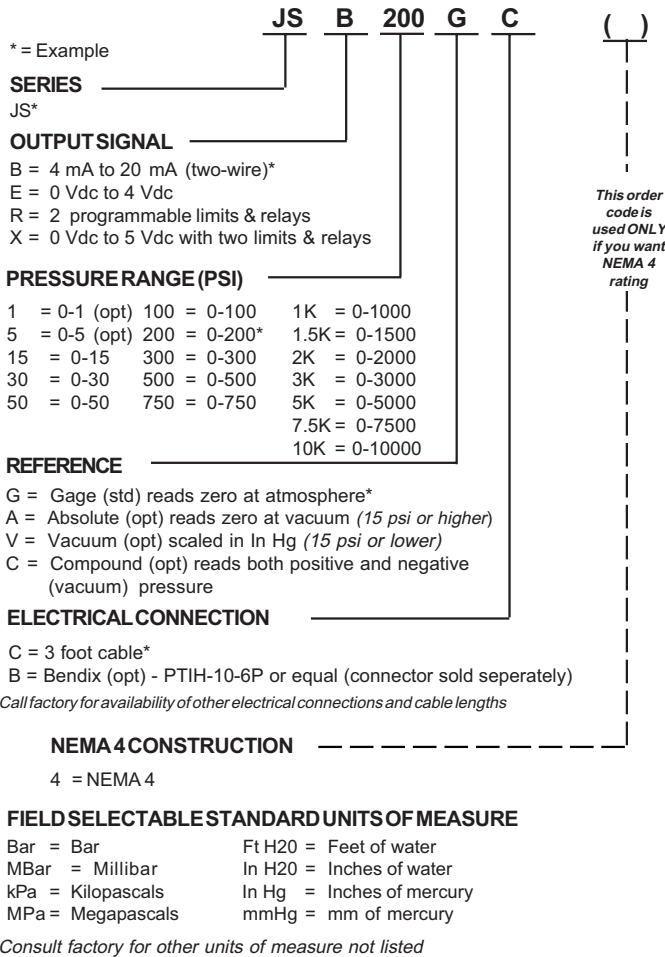 JS B 200 G C ( )
* = Example
SERIES
JS*
OUTPUT SIGNAL
B = 4 mA to 20 mA (two-wire)*
E = 0 Vdc to 4 Vdc
R = 2 programmable limits & relays
X = 0 Vdc to 5 Vdc with two limits & relays
This order
code is
used ONLY
if you want
NEMA 4
rating
PRESSURE RANGE (PSI)
1 = 0-1 (opt) 100 = 0-100 1K = 0-1000
5 = 0-5 (opt) 200 = 0-200* 1.5K = 0-1500
15 = 0-15 300 = 0-300 2K = 0-2000
30 = 0-30 500 = 0-500 3K = 0-3000
50 = 0-50 750 = 0-750 5K = 0-5000
7.5K = 0-7500
10K = 0-10000
REFERENCE
G = Gage (std) reads zero at atmosphere*
A = Absolute (opt) reads zero at vacuum (15 psi or higher)
V = Vacuum (opt) scaled in In Hg (15 psi or lower)
C = Compound (opt) reads both positive and negative
(vacuum) pressure
ELECTRICAL CONNECTION
C = 3 foot cable*
B = Bendix (opt) - PTIH-10-6P or equal (connector sold seperately)
Call factory for availability of other electrical connections and cable lengths
NEMA 4 CONSTRUCTION
4 = NEMA 4
FIELD SELECTABLE STANDARD UNITS OF MEASURE
Bar = Bar Ft H20 = Feet of water
MBar = Millibar In H20 = Inches of water
kPa = Kilopascals In Hg = Inches of mercury
MPa = Megapascals mmHg = mm of mercury
Consult factory for other units of measure not listed